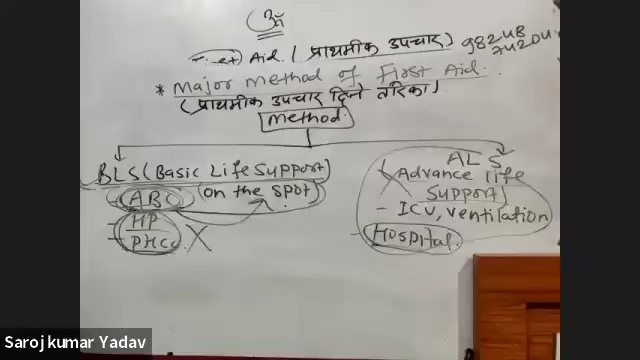 ॐ
Aid. (प्राथमीक उपचार)
* Major method of First Aid.
(प्राथमीक उपचार दिने तरिका)
method.
BLS (Basic Life Support)
(on the spot)
ABC
- HP
- PHCC
ALS
Advance life
Support)
- ICU, ventilation
- Hospital.
Saroj kumar Yadav